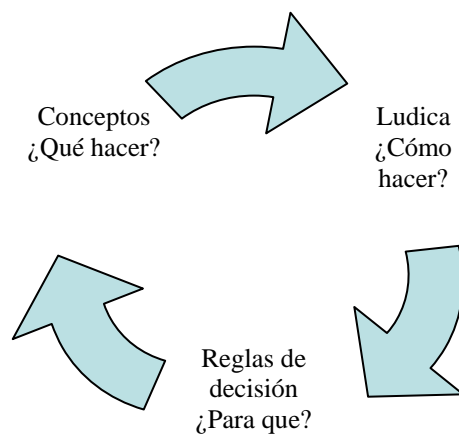 Conceptos
¿Qué hacer?
Ludica
¿Cómo
hacer?
Reglas de
decisión
¿Para que?